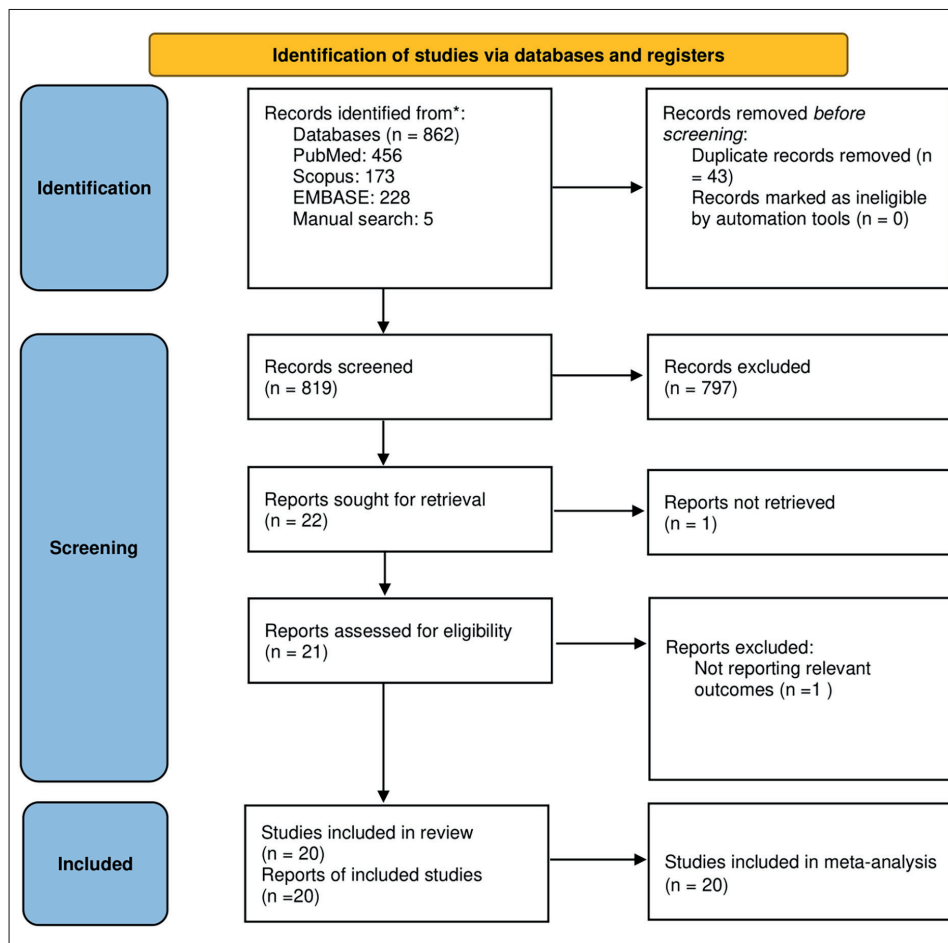 Identification of studies via databases and registers
Identification
Records identified from*:
Databases (n = 862)
PubMed: 456
Scopus: 173
EMBASE: 228
Manual search: 5
Records removed before
screening:
Duplicate records removed (n
= 43)
Records marked as ineligible
by automation tools (n = 0)
Screening
Records screened
(n = 819)
Records excluded
(n = 797)
Reports sought for retrieval
(n = 22)
Reports not retrieved
(n = 1)
Reports assessed for eligibility
(n = 21)
Reports excluded:
Not reporting relevant
outcomes (n =1 )
Included
Studies included in review
(n = 20)
Reports of included studies
(n =20)
Studies included in meta-analysis
(n = 20)